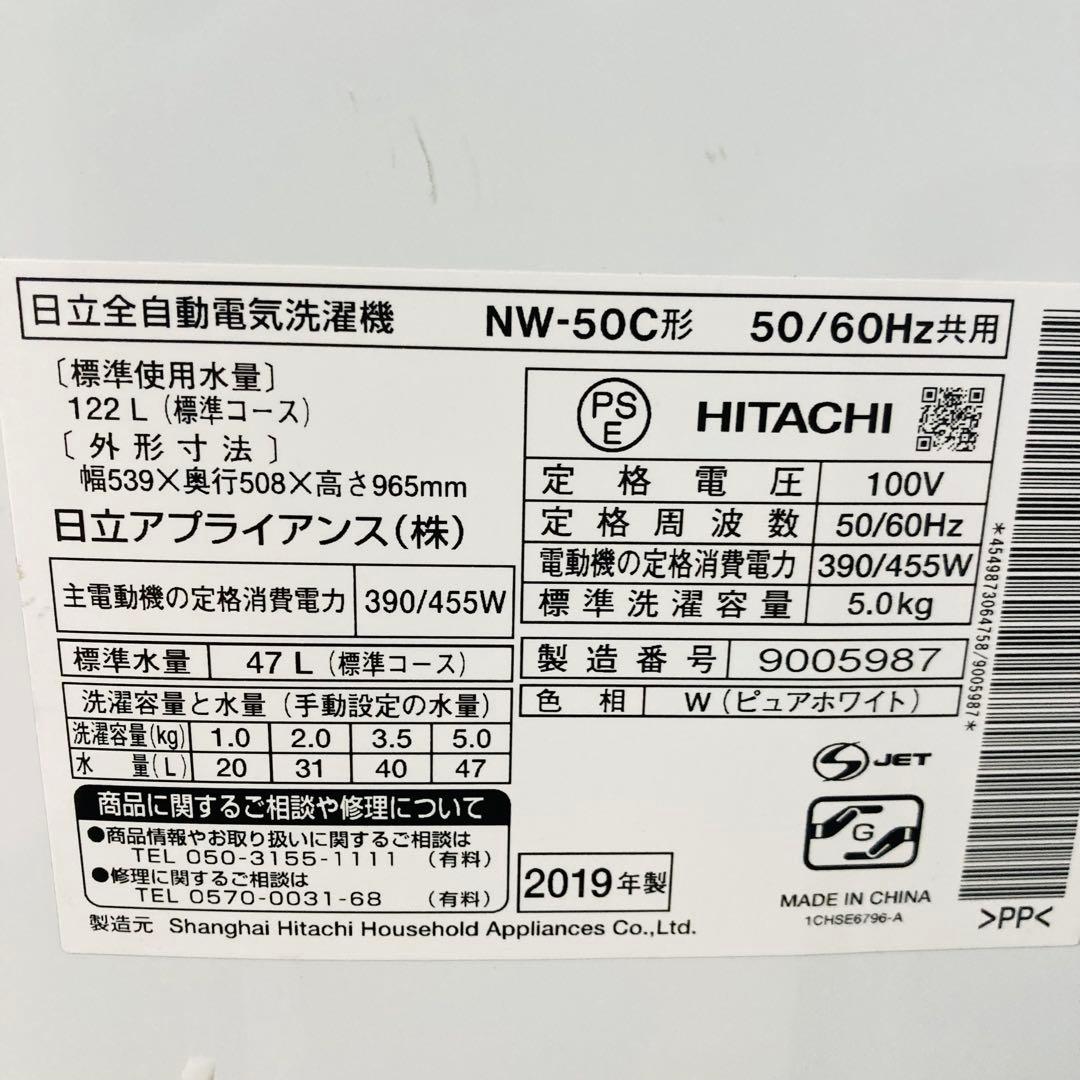 日立全自動電気洗濯機 NW-50C形 50/60Hz共用
〔標準使用水量〕
122 L (標準コース)
〔外形寸法〕
幅539×奥行508×高さ965mm
日立アプライアンス(株)
主電動機の定格消費電力 390/455W
標準水量 47 L (標準コース)
洗濯容量と水量 (手動設定の水量)
洗濯容量(kg) 1.0 2.0 3.5 5.0
水量(L) 20 31 40 47
商品に関するご相談や修理について
●商品情報やお取り扱いに関するご相談は
TEL 050-3155-1111 (有料)
●修理に関するご相談は
TEL 0570-0031-68 (有料)
製造元 Shanghai Hitachi Household Appliances Co.,Ltd.
PS
E
HITACHI
定格電圧 100V
定格周波数 50/60Hz
電動機の定格消費電力 390/455W
標準洗濯容量 5.0kg
製造番号 9005987
色相 W (ピュアホワイト)
S JET
G
2019年製
MADE IN CHINA
1CHSE6796-A
>PP<
*4549873064758/9005987*